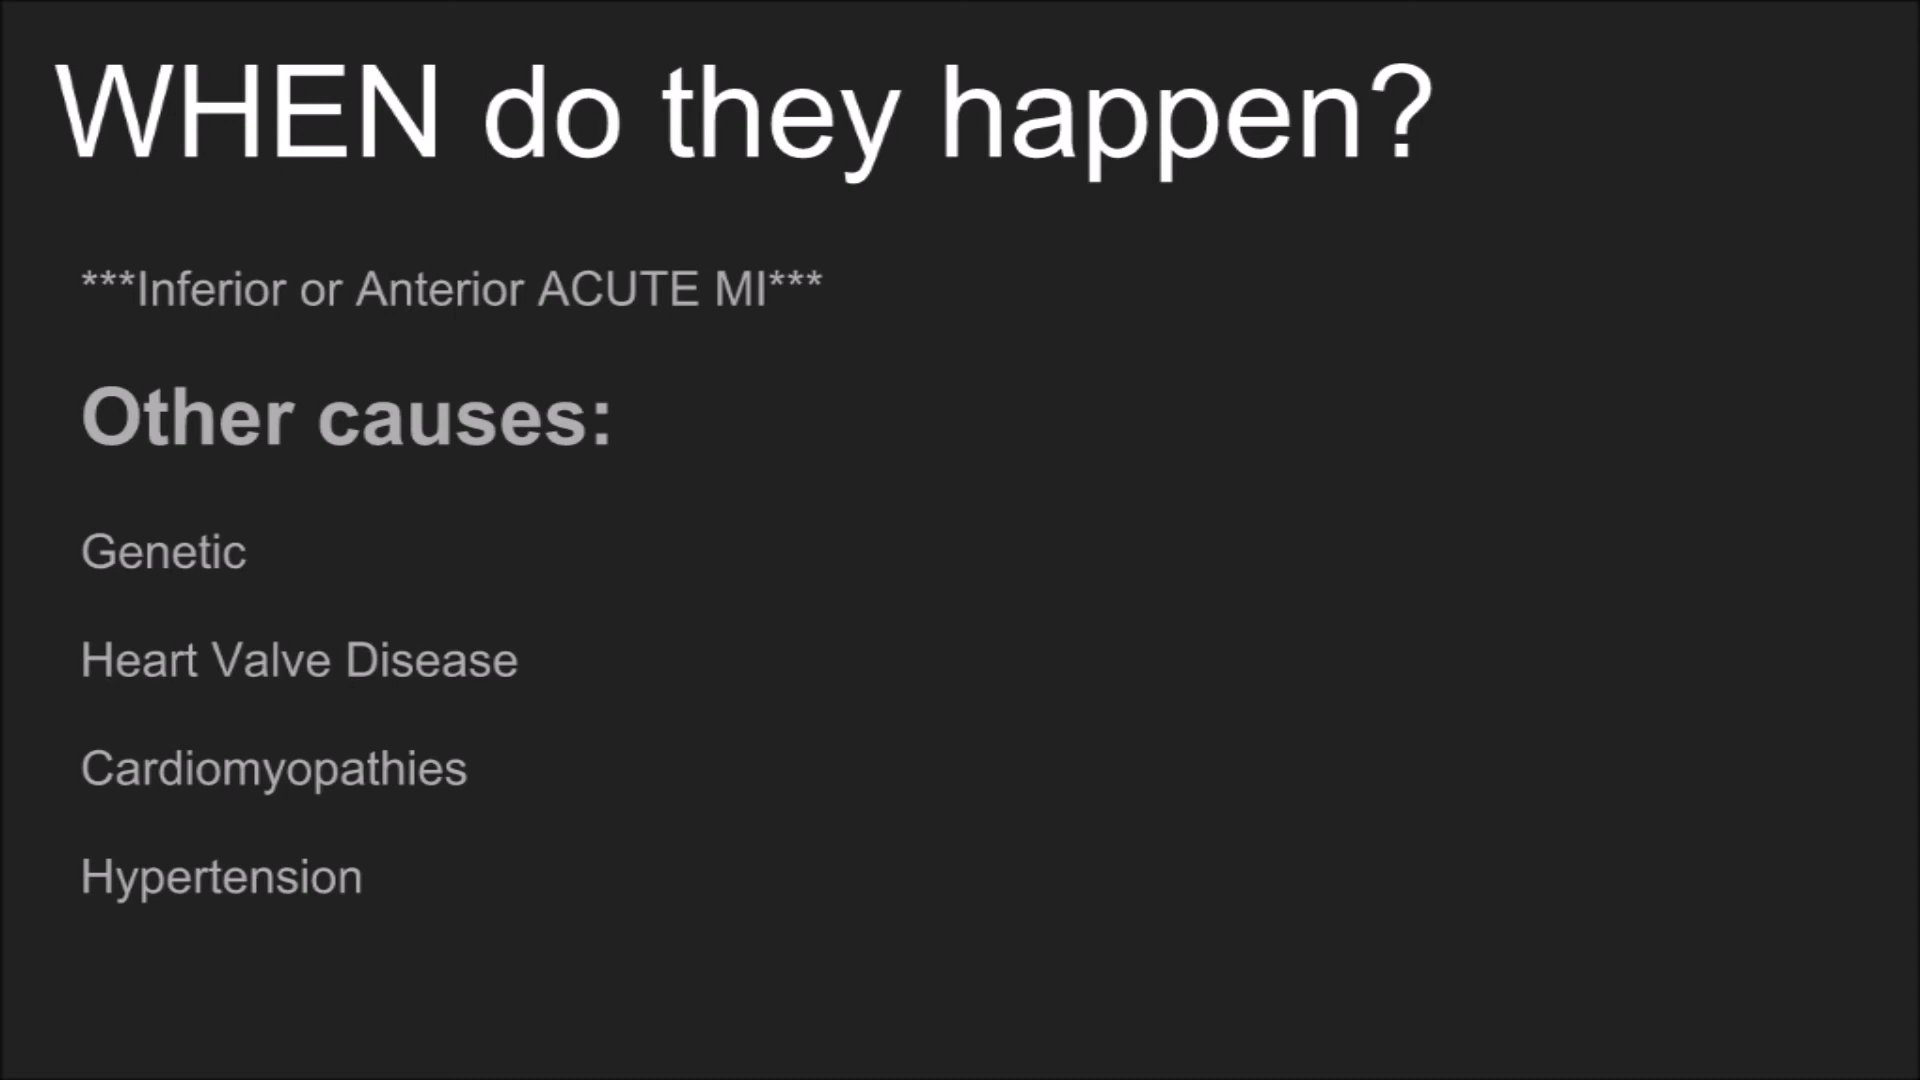 WHEN do they happen?
***Inferior or Anterior ACUTE MI***
Other causes:
Genetic
Heart Valve Disease
Cardiomyopathies
Hypertension